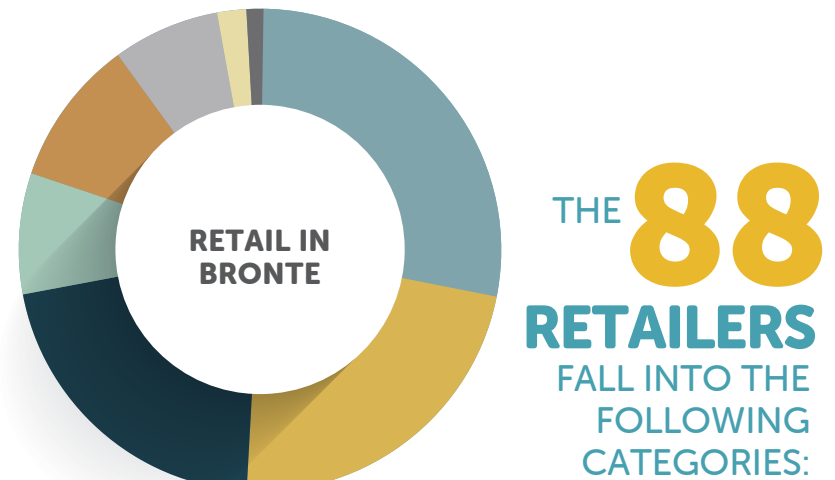 RETAIL IN
BRONTE
THE 88
RETAILERS
FALL INTO THE
FOLLOWING
CATEGORIES: